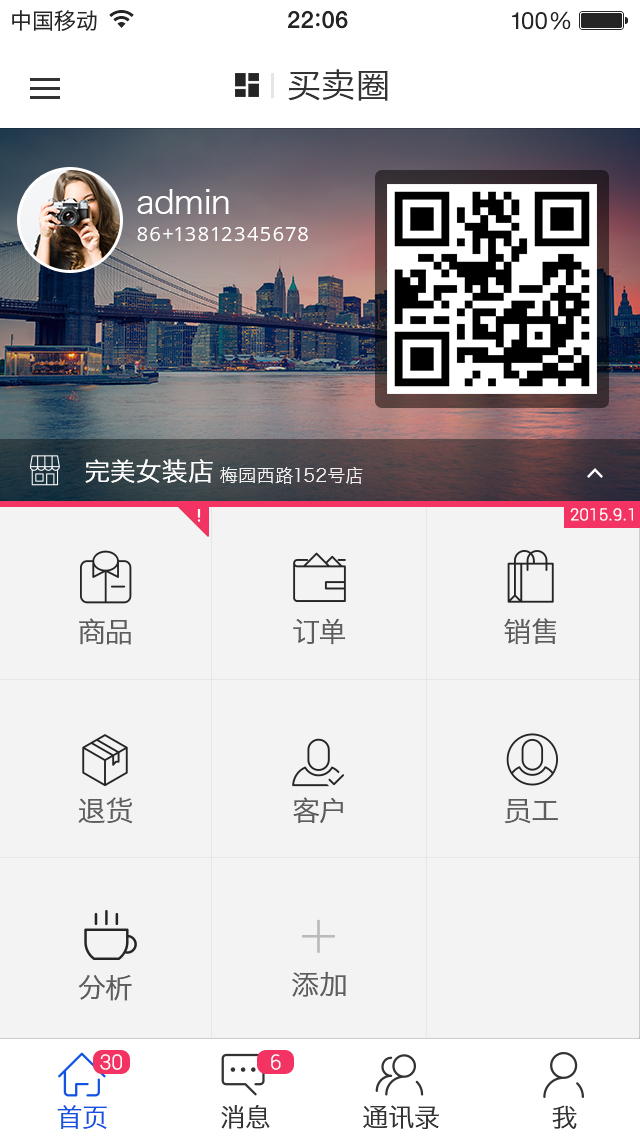 中国移动 22:06 100%
买卖圈
admin
86+13812345678
完美女装店 梅园西路152号店
! 2015.9.1
商品 订单 销售
退货 客户 员工
分析 添加
30 6
首页 消息 通讯录 我